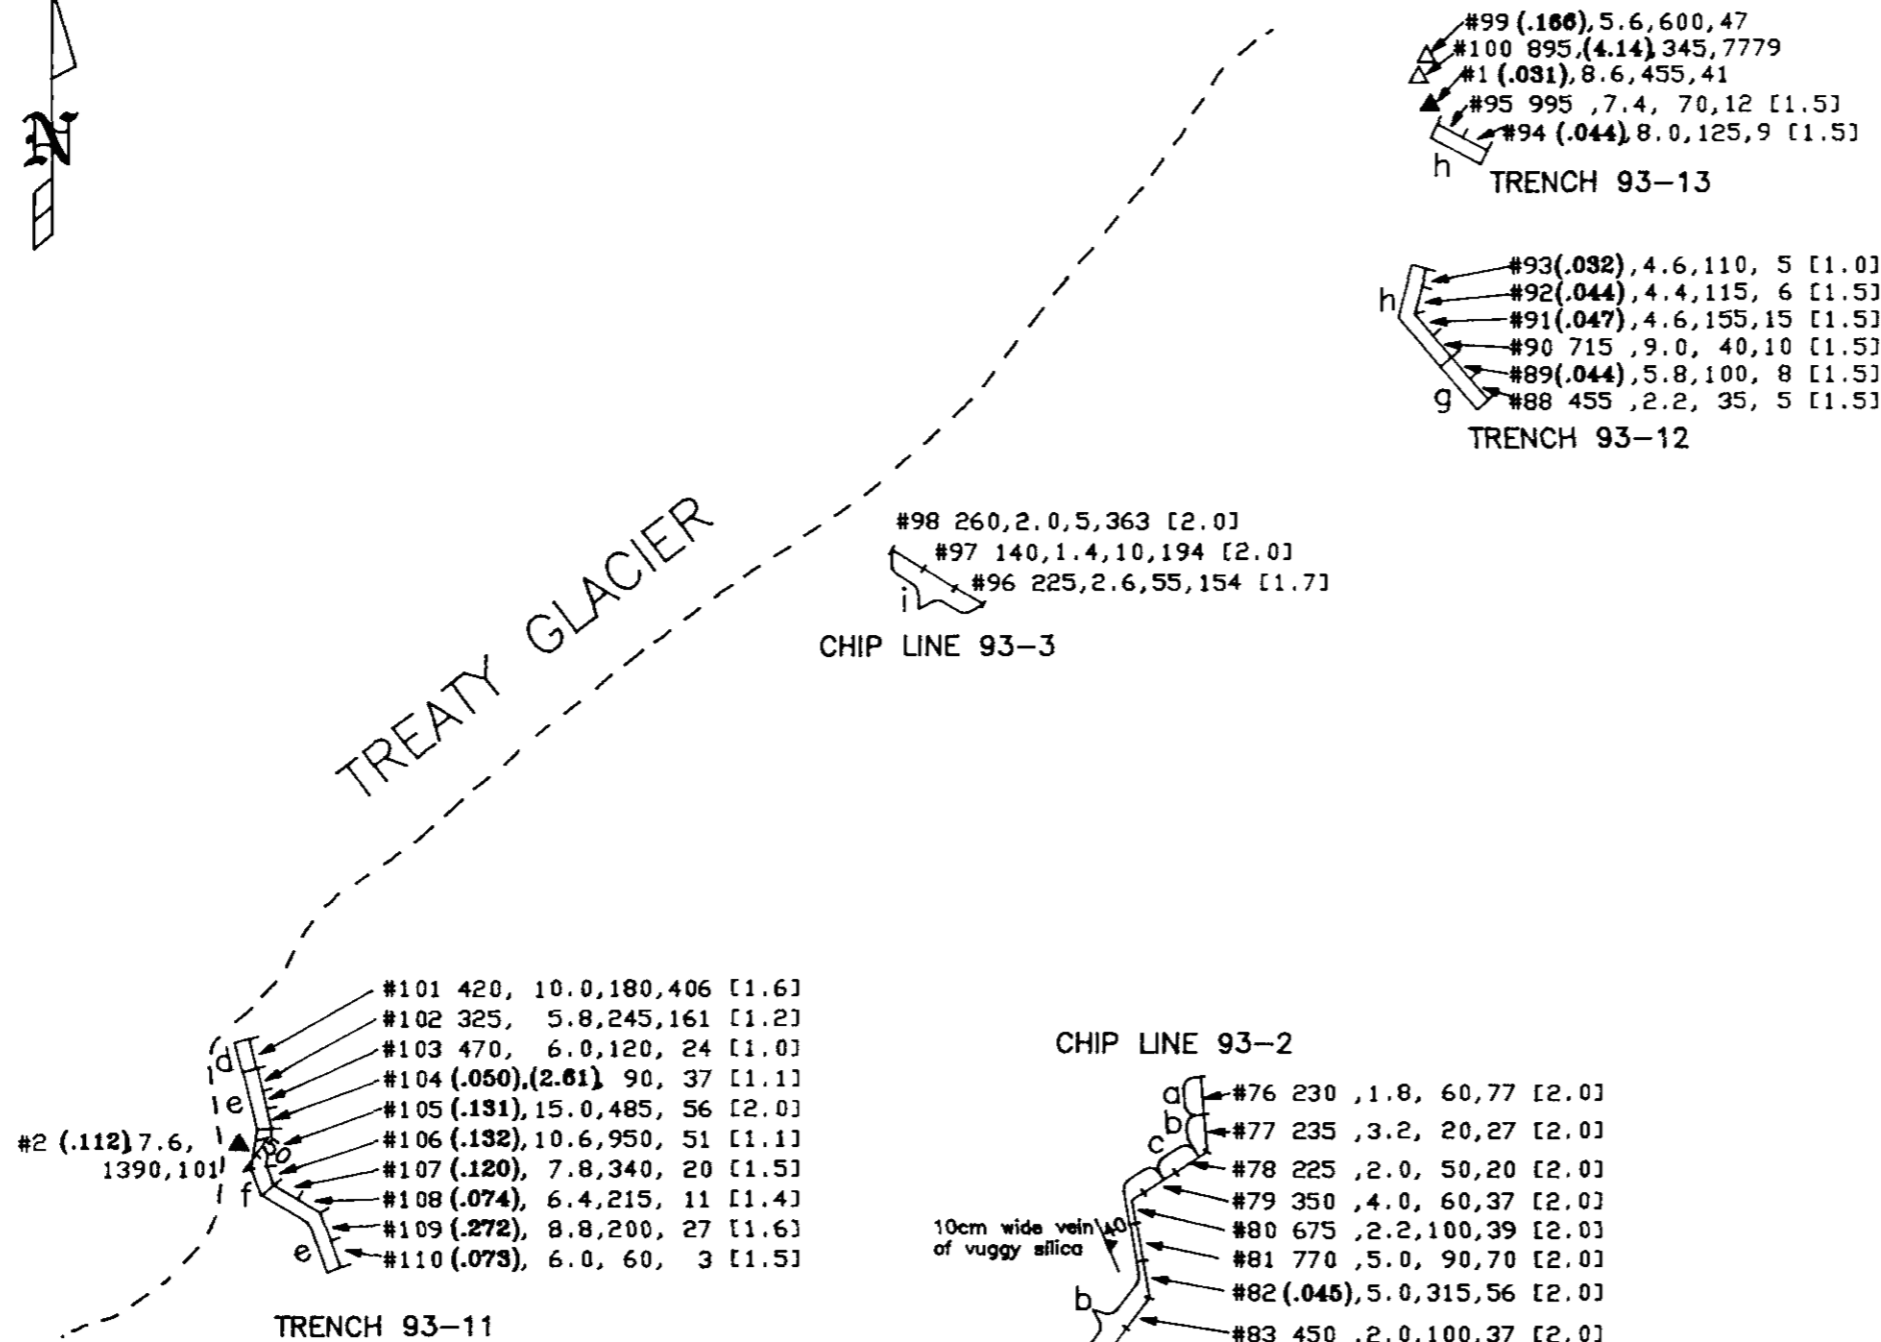 N
#99 (.166), 5.6, 600, 47
#100 895, (4.14), 345, 7779
#1 (.031), 8.6, 455, 41
#95 995 ,7.4, 70,12 [1.5]
#94 (.044), 8.0, 125, 9 [1.5]
h
TRENCH 93-13
#93(.032) ,4.6,110, 5 [1.0]
#92(.044) ,4.4,115, 6 [1.5]
h
#91(.047) ,4.6,155,15 [1.5]
#90 715 ,9.0, 40,10 [1.5]
#89(.044) ,5.8,100, 8 [1.5]
g
#88 455 ,2.2, 35, 5 [1.5]
TRENCH 93-12
#98 260,2.0,5,363 [2.0]
#97 140,1.4,10,194 [2.0]
#96 225,2.6,55,154 [1.7]
i
CHIP LINE 93-3
TREATY GLACIER
#101 420, 10.0,180,406 [1.6]
#102 325, 5.8,245,161 [1.2]
d
#103 470, 6.0,120, 24 [1.0]
#104 (.050),(2.61), 90, 37 [1.1]
e
#105 (.131), 15.0,485, 56 [2.0]
#106 (.132), 10.6,950, 51 [1.1]
#2 (.112), 7.6,
1390,101
#107 (.120), 7.8,340, 20 [1.5]
f
#108 (.074), 6.4,215, 11 [1.4]
#109 (.272), 8.8,200, 27 [1.6]
e
#110 (.073), 6.0, 60, 3 [1.5]
TRENCH 93-11
CHIP LINE 93-2
a
#76 230 ,1.8, 60,77 [2.0]
b
#77 235 ,3.2, 20,27 [2.0]
c
#78 225 ,2.0, 50,20 [2.0]
#79 350 ,4.0, 60,37 [2.0]
10cm wide vein
of vuggy silica
40
#80 675 ,2.2,100,39 [2.0]
#81 770 ,5.0, 90,70 [2.0]
#82 (.045), 5.0,315,56 [2.0]
b
#83 450 ,2.0,100,37 [2.0]